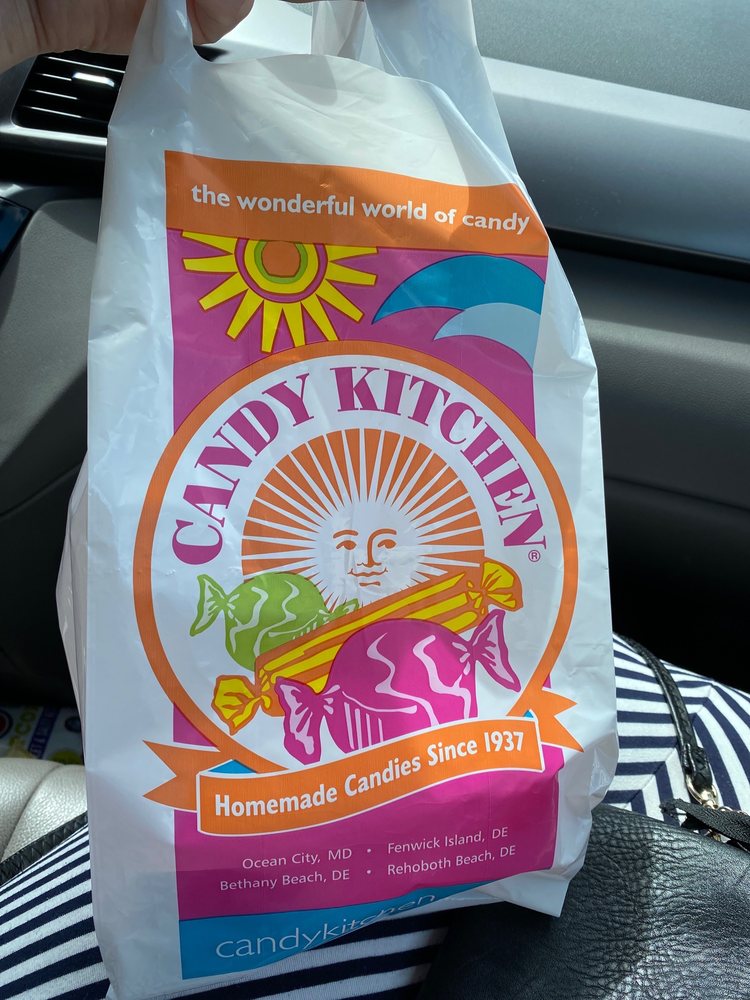 the wonderful world of candy
CANDY KITCHEN®
Homemade Candies Since 1937
Ocean City, MD • Fenwick Island, DE
Bethany Beach, DE • Rehoboth Beach, DE
candykitchen